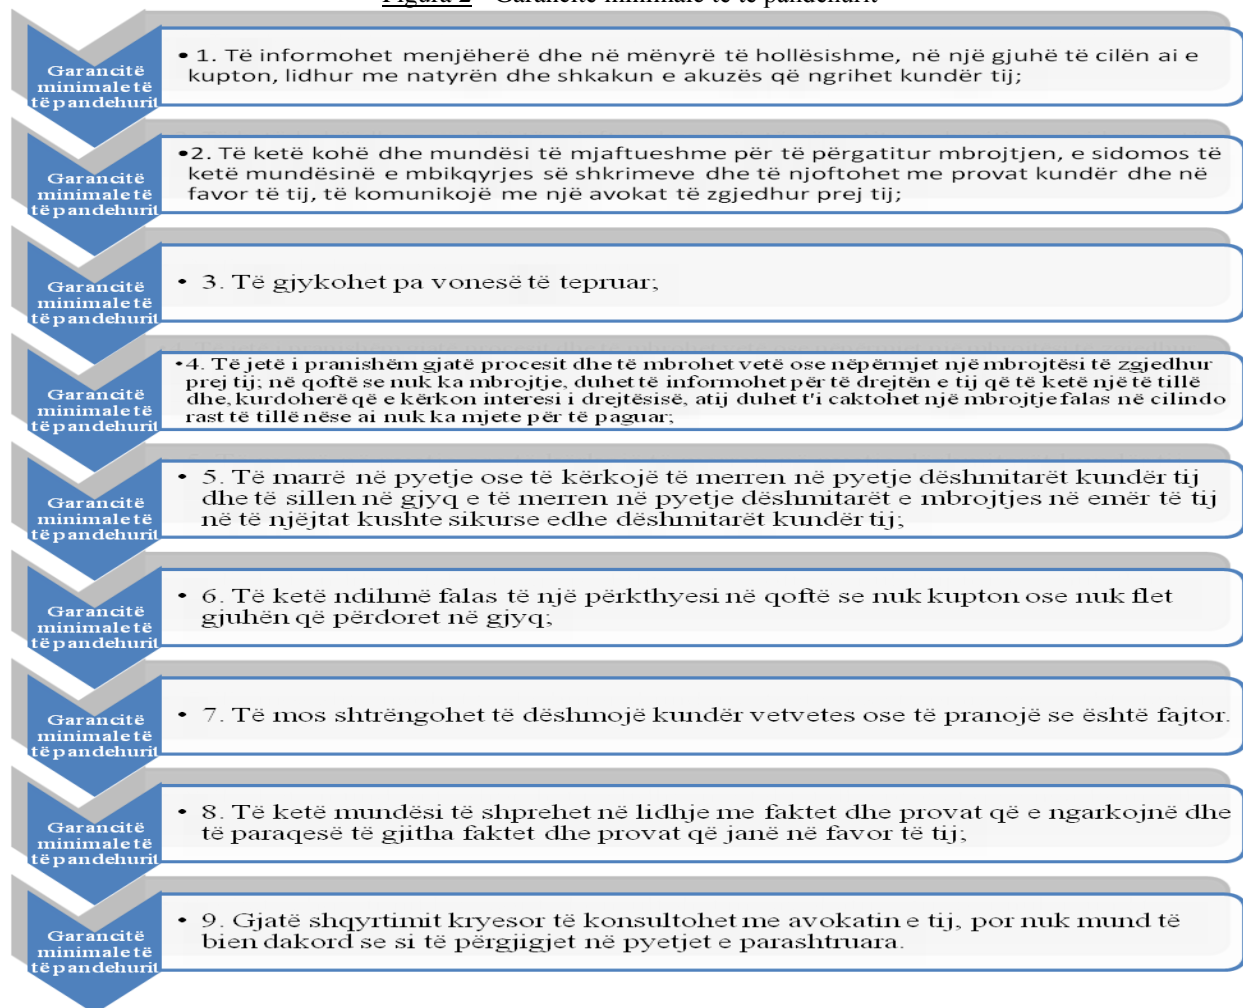 Figura 2 - Garancitë minimale të të pandehurit
Garancitë
minimale të
të pandehurit
• 1. Të informohet menjëherë dhe në mënyrë të hollësishme, në një gjuhë të cilën ai e
kupton, lidhur me natyrën dhe shkakun e akuzës që ngrihet kundër tij;
Garancitë
minimale të
të pandehurit
•2. Të ketë kohë dhe mundësi të mjaftueshme për të përgatitur mbrojtjen, e sidomos të
ketë mundësinë e mbikqyrjes së shkrimeve dhe të njoftohet me provat kundër dhe në
favor të tij, të komunikojë me një avokat të zgjedhur prej tij;
Garancitë
minimale të
të pandehurit
• 3. Të gjykohet pa vonesë të tepruar;
Garancitë
minimale të
të pandehurit
•4. Të jetë i pranishëm gjatë procesit dhe të mbrohet vetë ose nëpërmjet një mbrojtësi të zgjedhur
prej tij; në qoftë se nuk ka mbrojtje, duhet të informohet për të drejtën e tij që të ketë një të tillë
dhe, kurdoherë që e kërkon interesi i drejtësisë, atij duhet t'i caktohet një mbrojtje falas në cilindo
rast të tillë nëse ai nuk ka mjete për të paguar;
Garancitë
minimale të
të pandehurit
• 5. Të marrë në pyetje ose të kërkojë të merren në pyetje dëshmitarët kundër tij
dhe të sillen në gjyq e të merren në pyetje dëshmitarët e mbrojtjes në emër të tij
në të njëjtat kushte sikurse edhe dëshmitarët kundër tij;
Garancitë
minimale të
të pandehurit
• 6. Të ketë ndihmë falas të një përkthyesi në qoftë se nuk kupton ose nuk flet
gjuhën që përdoret në gjyq;
Garancitë
minimale të
të pandehurit
• 7. Të mos shtrëngohet të dëshmojë kundër vetvetes ose të pranojë se është fajtor.
Garancitë
minimale të
të pandehurit
• 8. Të ketë mundësi të shprehet në lidhje me faktet dhe provat që e ngarkojnë dhe
të paraqesë të gjitha faktet dhe provat që janë në favor të tij;
Garancitë
minimale të
të pandehurit
• 9. Gjatë shqyrtimit kryesor të konsultohet me avokatin e tij, por nuk mund të
bien dakord se si të përgjigjet në pyetjet e parashtruara.